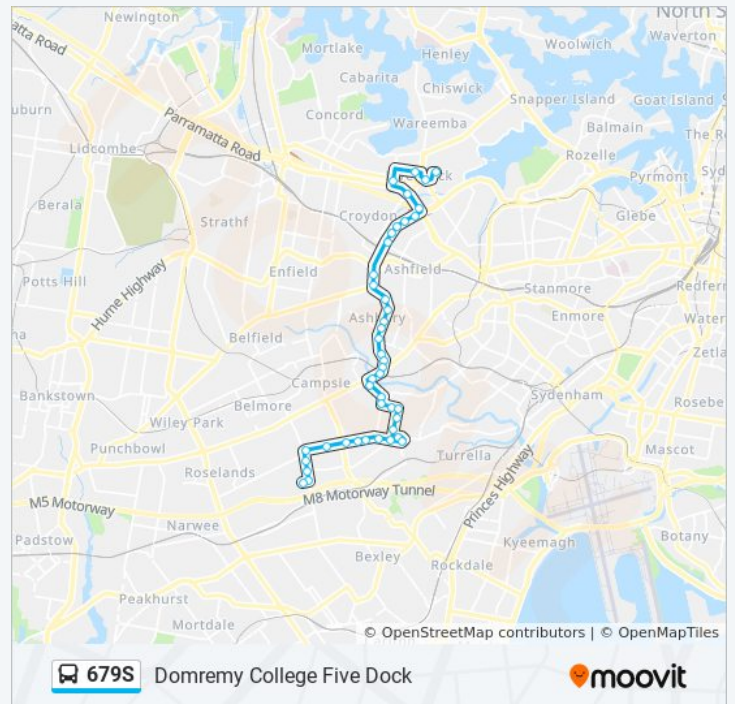 Newington
North S
atta Road
Mortlake
Henley
Woolwich
Waverton
Cabarita
Chiswick
Snapper Island
Goat Island
uburn
Parramatta Road
Concord
Wareemba
Balmain
The R
Lidcombe
Rozelle
ck
Pyrmont
Syd
Berala
Strathf
Croydon
Glebe
Potts Hill
Hume Highway
Enfield
Ashfield
Stanmore
Redfern
na
Ashbury
Enmore
Water
Belfield
Zetla
Bankstown
Campsie
Sydenham
Belmore
Rosebe
Wiley Park
Punchbowl
Turrella
Mascot
Roselands
M5 Motorway
M8 Motorway Tunnel
Princes Highway
Narwee
Kyeemagh
Padstow
Bexley
Rockdale
Botany
Peakhurst
Mortdale
© OpenStreetMap contributors | © OpenMapTiles
679S Domremy College Five Dock
moovit